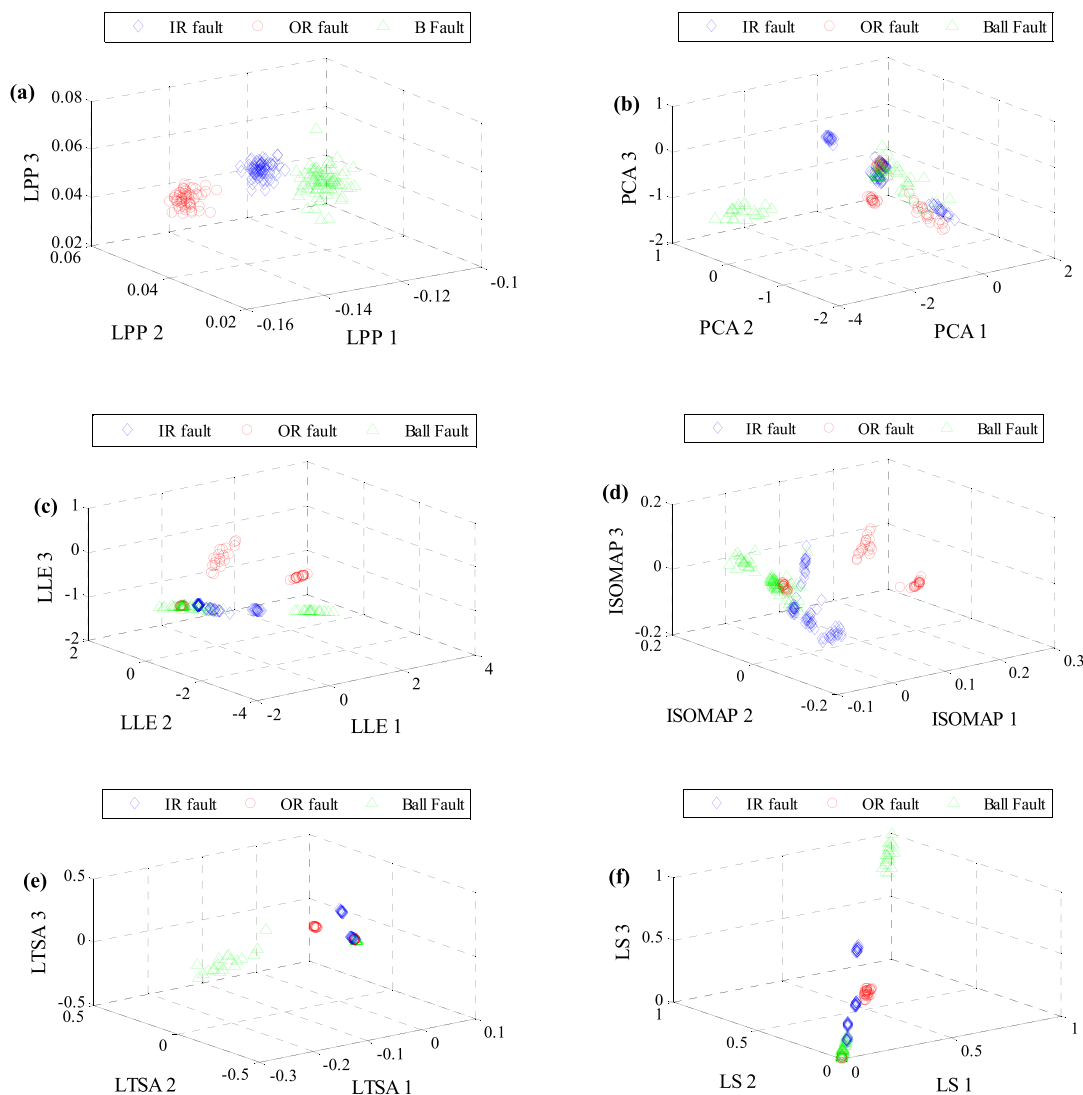 IR fault OR fault B Fault
(a)
0.08
0.06
0.04
0.02
LPP 3
0.06
0.04
0.02
LPP 2
-0.16
-0.14
-0.12
-0.1
LPP 1
IR fault OR fault Ball Fault
(b)
1
0
-1
-2
PCA 3
1
0
-1
-2
PCA 2
-4
-2
0
2
PCA 1
IR fault OR fault Ball Fault
(c)
1
0
-1
-2
LLE 3
2
0
-2
-4
LLE 2
-2
0
2
4
LLE 1
IR fault OR fault Ball Fault
(d)
0.2
0
-0.2
ISOMAP 3
0.2
0
-0.2
ISOMAP 2
-0.1
0
0.1
0.2
0.3
ISOMAP 1
IR fault OR fault Ball Fault
(e)
0.5
0
-0.5
LTSA 3
0.5
0
-0.5
LTSA 2
-0.3
-0.2
-0.1
0
0.1
LTSA 1
IR fault OR fault Ball Fault
(f)
1
0.5
0
LS 3
1
0.5
0
LS 2
0
0.5
1
LS 1